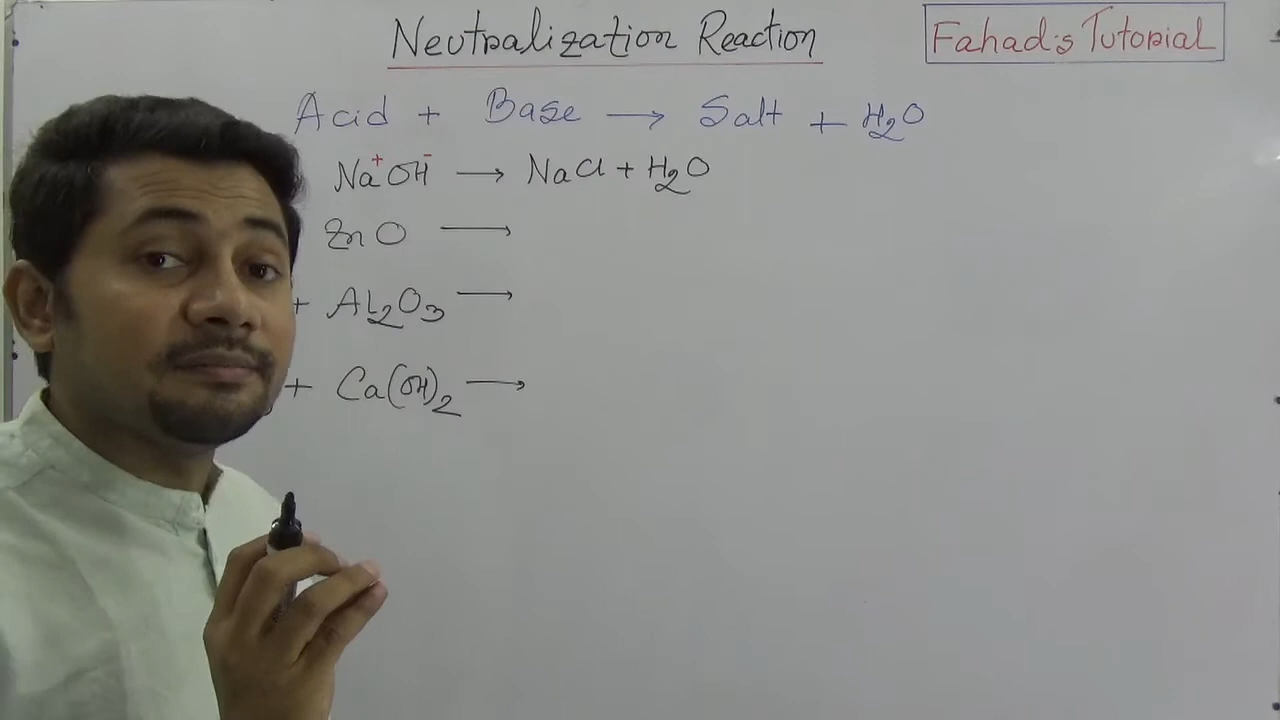 Neutralization Reaction
Fahad's Tutorial
Acid + Base → Salt + H₂O
Na⁺OH⁻ → NaCl + H₂O
ZnO →
+ Al₂O₃ →
+ Ca(OH)₂ →